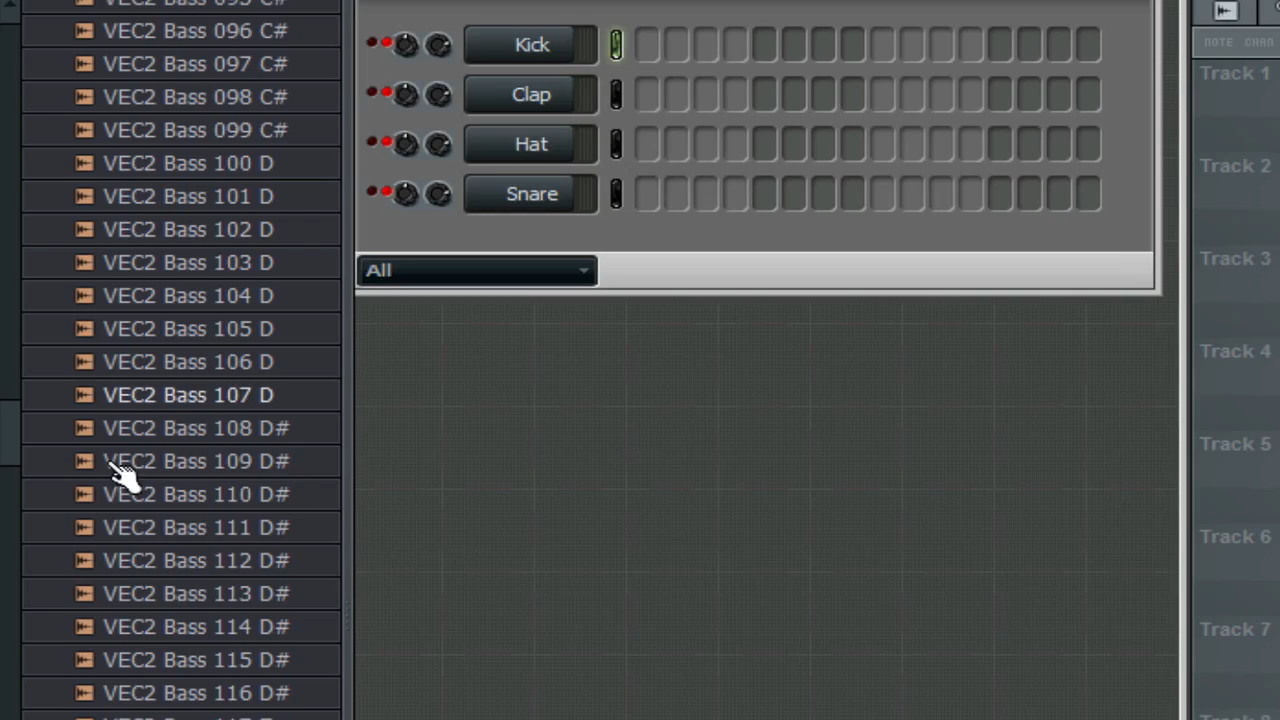 VEC2 Bass 096 C#
VEC2 Bass 097 C#
VEC2 Bass 098 C#
VEC2 Bass 099 C#
VEC2 Bass 100 D
VEC2 Bass 101 D
VEC2 Bass 102 D
VEC2 Bass 103 D
VEC2 Bass 104 D
VEC2 Bass 105 D
VEC2 Bass 106 D
VEC2 Bass 107 D
VEC2 Bass 108 D#
VEC2 Bass 109 D#
VEC2 Bass 110 D#
VEC2 Bass 111 D#
VEC2 Bass 112 D#
VEC2 Bass 113 D#
VEC2 Bass 114 D#
VEC2 Bass 115 D#
VEC2 Bass 116 D#
Kick
Clap
Hat
Snare
All
NOTE CHAN
Track 1
Track 2
Track 3
Track 4
Track 5
Track 6
Track 7